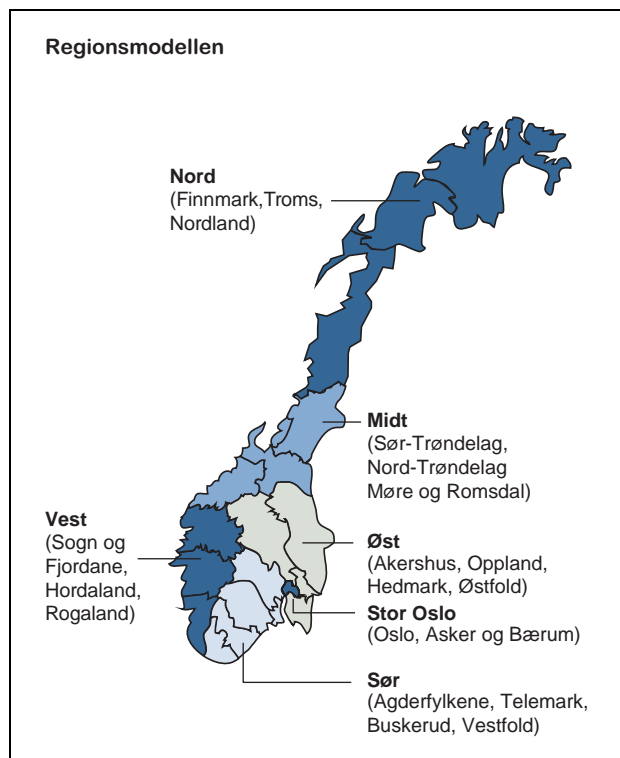 Regionsmodellen
Nord
(Finnmark,Troms,
Nordland)
Midt
(Sør-Trøndelag,
Nord-Trøndelag
Møre og Romsdal)
Vest
(Sogn og
Fjordane,
Hordaland,
Rogaland)
Øst
(Akershus, Oppland,
Hedmark, Østfold)
Stor Oslo
(Oslo, Asker og Bærum)
Sør
(Agderfylkene, Telemark,
Buskerud, Vestfold)